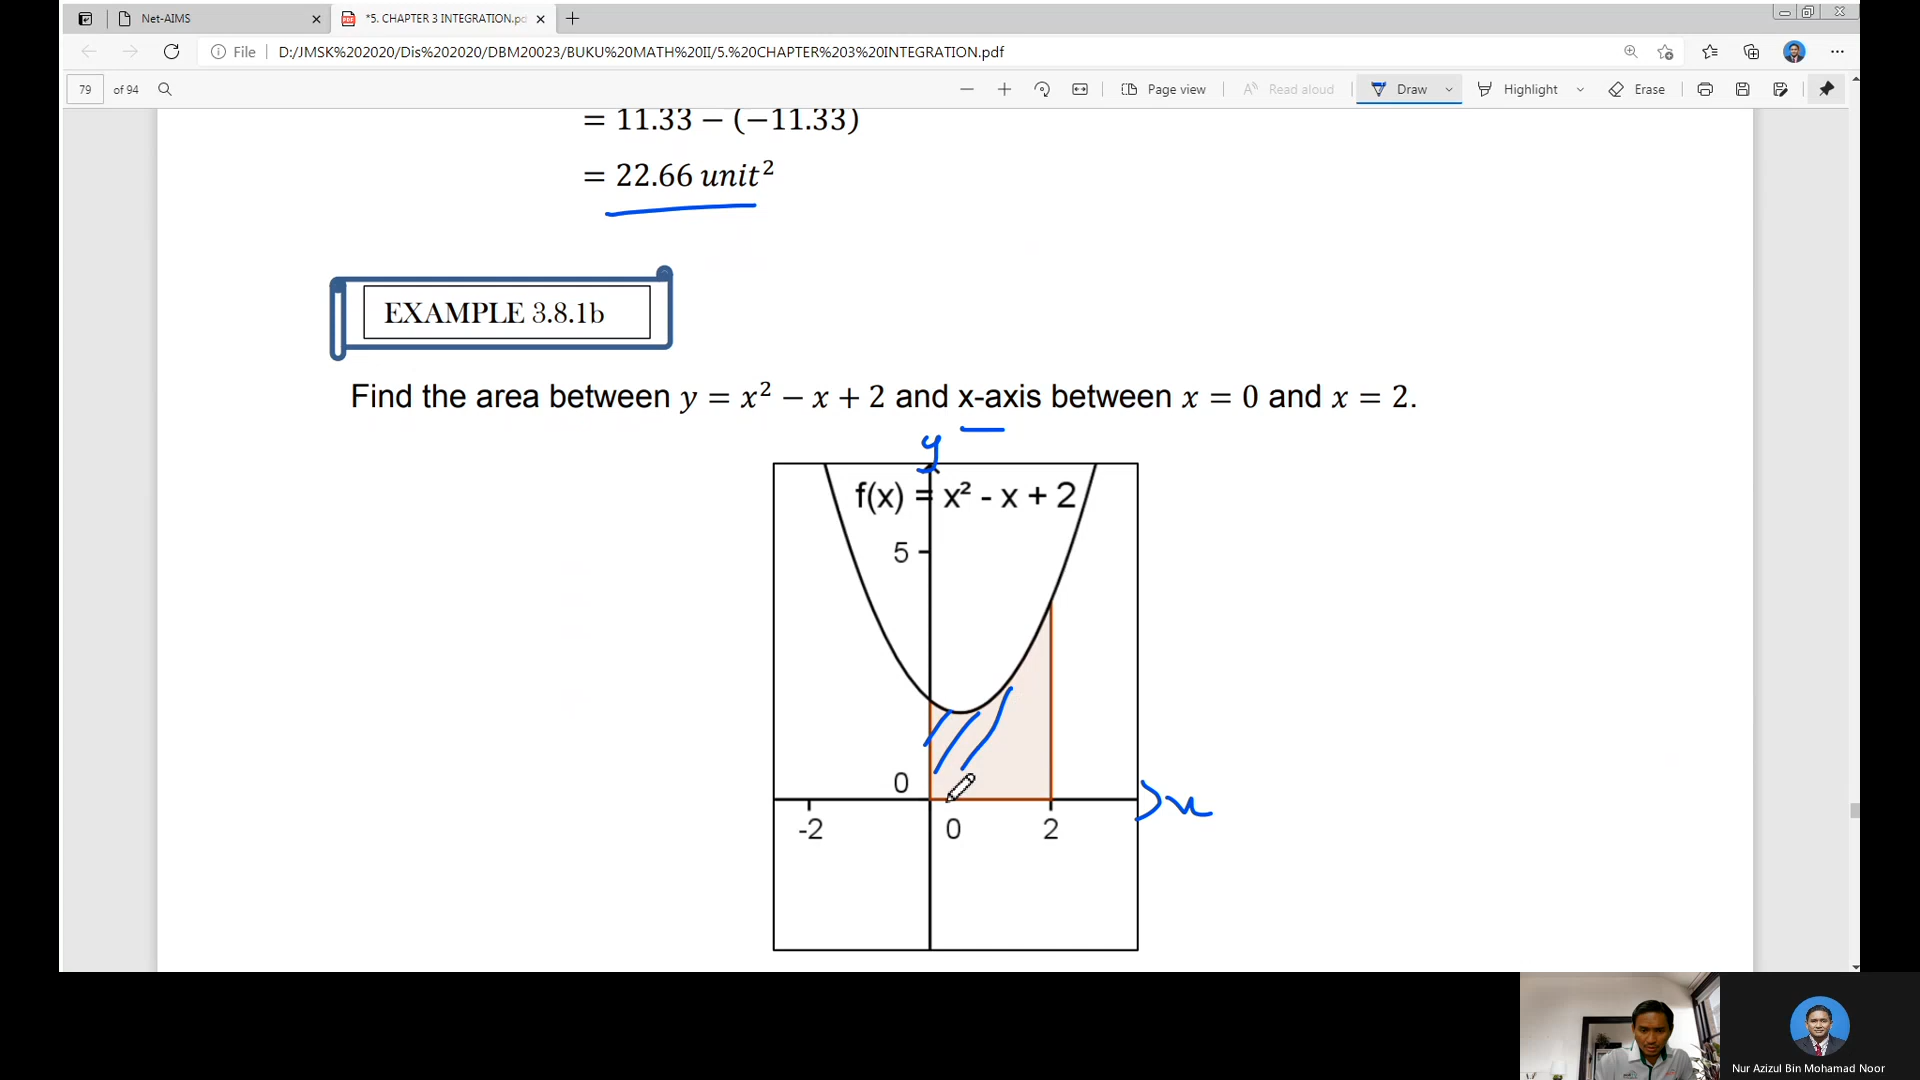 Net-AIMS
*5. CHAPTER 3 INTEGRATION.pd
File
D:/JMSK%202020/Dis%202020/DBM20023/BUKU%20MATH%20II/5.%20CHAPTER%203%20INTEGRATION.pdf
79 of 94
Page view
Read aloud
Draw
Highlight
Erase
= 11.33 − (−11.33)
= 22.66 unit²
EXAMPLE 3.8.1b
Find the area between y = x² − x + 2 and x-axis between x = 0 and x = 2.
y
f(x) = x² - x + 2
5
0
x
-2 0 2
Nur Azizul Bin Mohamad Noor